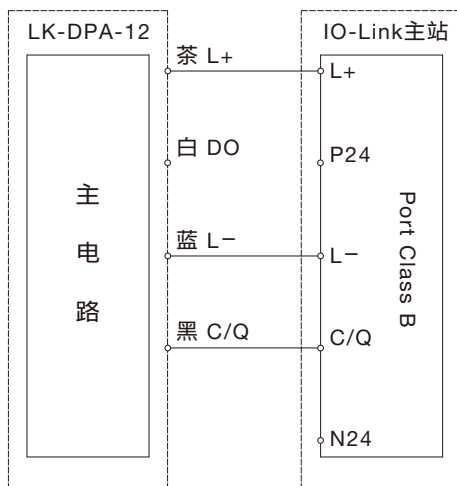 LK-DPA-12
IO-Link主站
茶 L+
L+
白 DO
P24
主
电
路
Port Class B
蓝 L−
L−
黑 C/Q
C/Q
N24